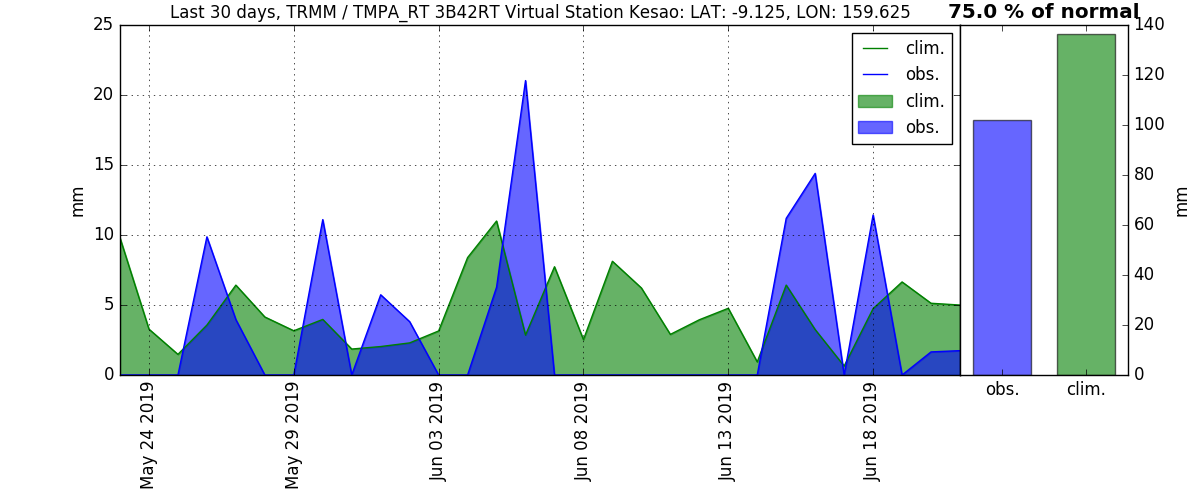 Last 30 days, TRMM / TMPA_RT 3B42RT Virtual Station Kesao: LAT: -9.125, LON: 159.625
75.0 % of normal
25
20
15
10
5
0
mm
clim.
obs.
clim.
obs.
May 24 2019
May 29 2019
Jun 03 2019
Jun 08 2019
Jun 13 2019
Jun 18 2019
140
120
100
80
60
40
20
0
mm
obs.
clim.